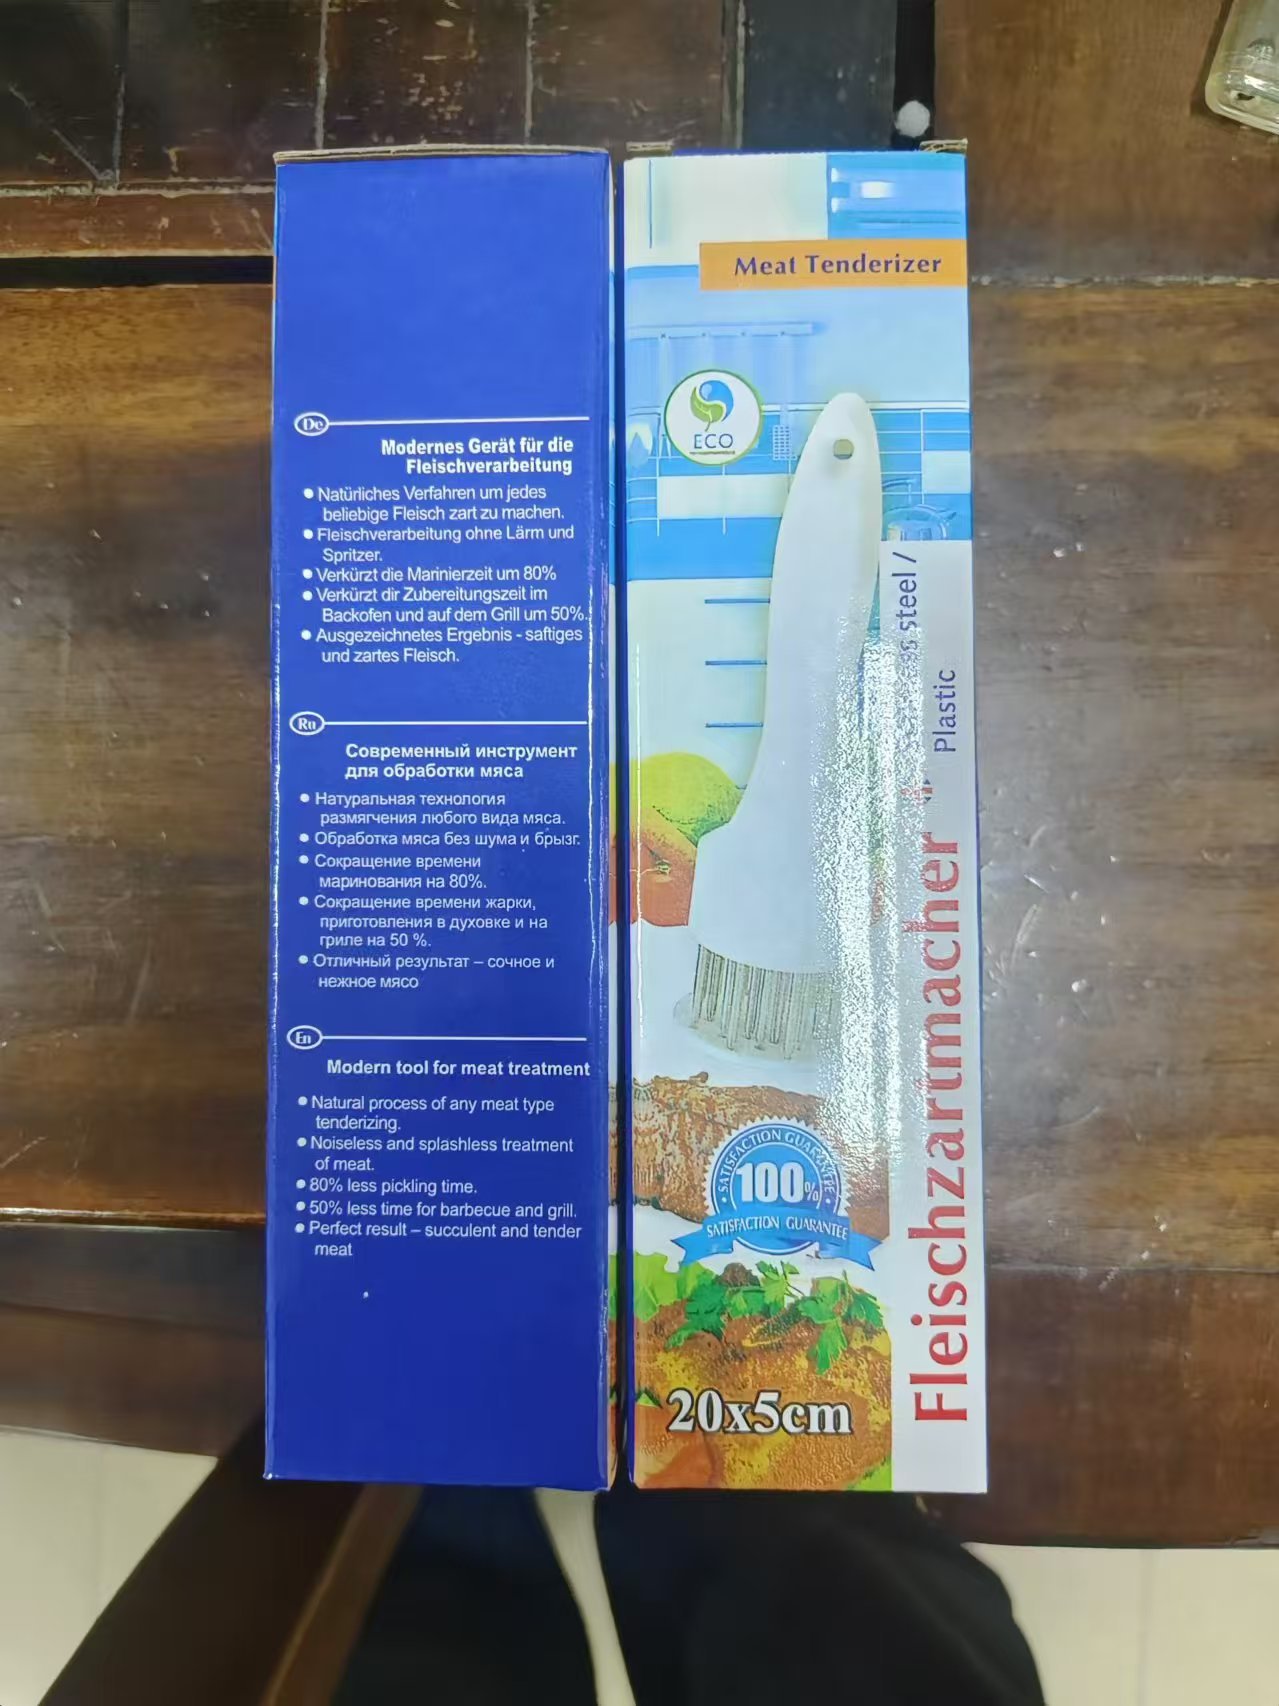 De
Modernes Gerät für die
Fleischverarbeitung
● Natürliches Verfahren um jedes
beliebige Fleisch zart zu machen.
● Fleischverarbeitung ohne Lärm und
Spritzer.
● Verkürzt die Marinierzeit um 80%
● Verkürzt dir Zubereitungszeit im
Backofen und auf dem Grill um 50%.
● Ausgezeichnetes Ergebnis - saftiges
und zartes Fleisch.
Ru
Современный инструмент
для обработки мяса
● Натуральная технология
размягчения любого вида мяса.
● Обработка мяса без шума и брызг.
● Сокращение времени
маринования на 80%.
● Сокращение времени жарки,
приготовления в духовке и на
гриле на 50 %.
● Отличный результат – сочное и
нежное мясо
En
Modern tool for meat treatment
● Natural process of any meat type
tenderizing.
● Noiseless and splashless treatment
of meat.
● 80% less pickling time.
● 50% less time for barbecue and grill.
● Perfect result – succulent and tender
meat
Meat Tenderizer
ECO
steel /
Plastic
Fleischzartmacher
SATISFACTION GUARANTEE
100%
SATISFACTION GUARANTEE
20x5cm